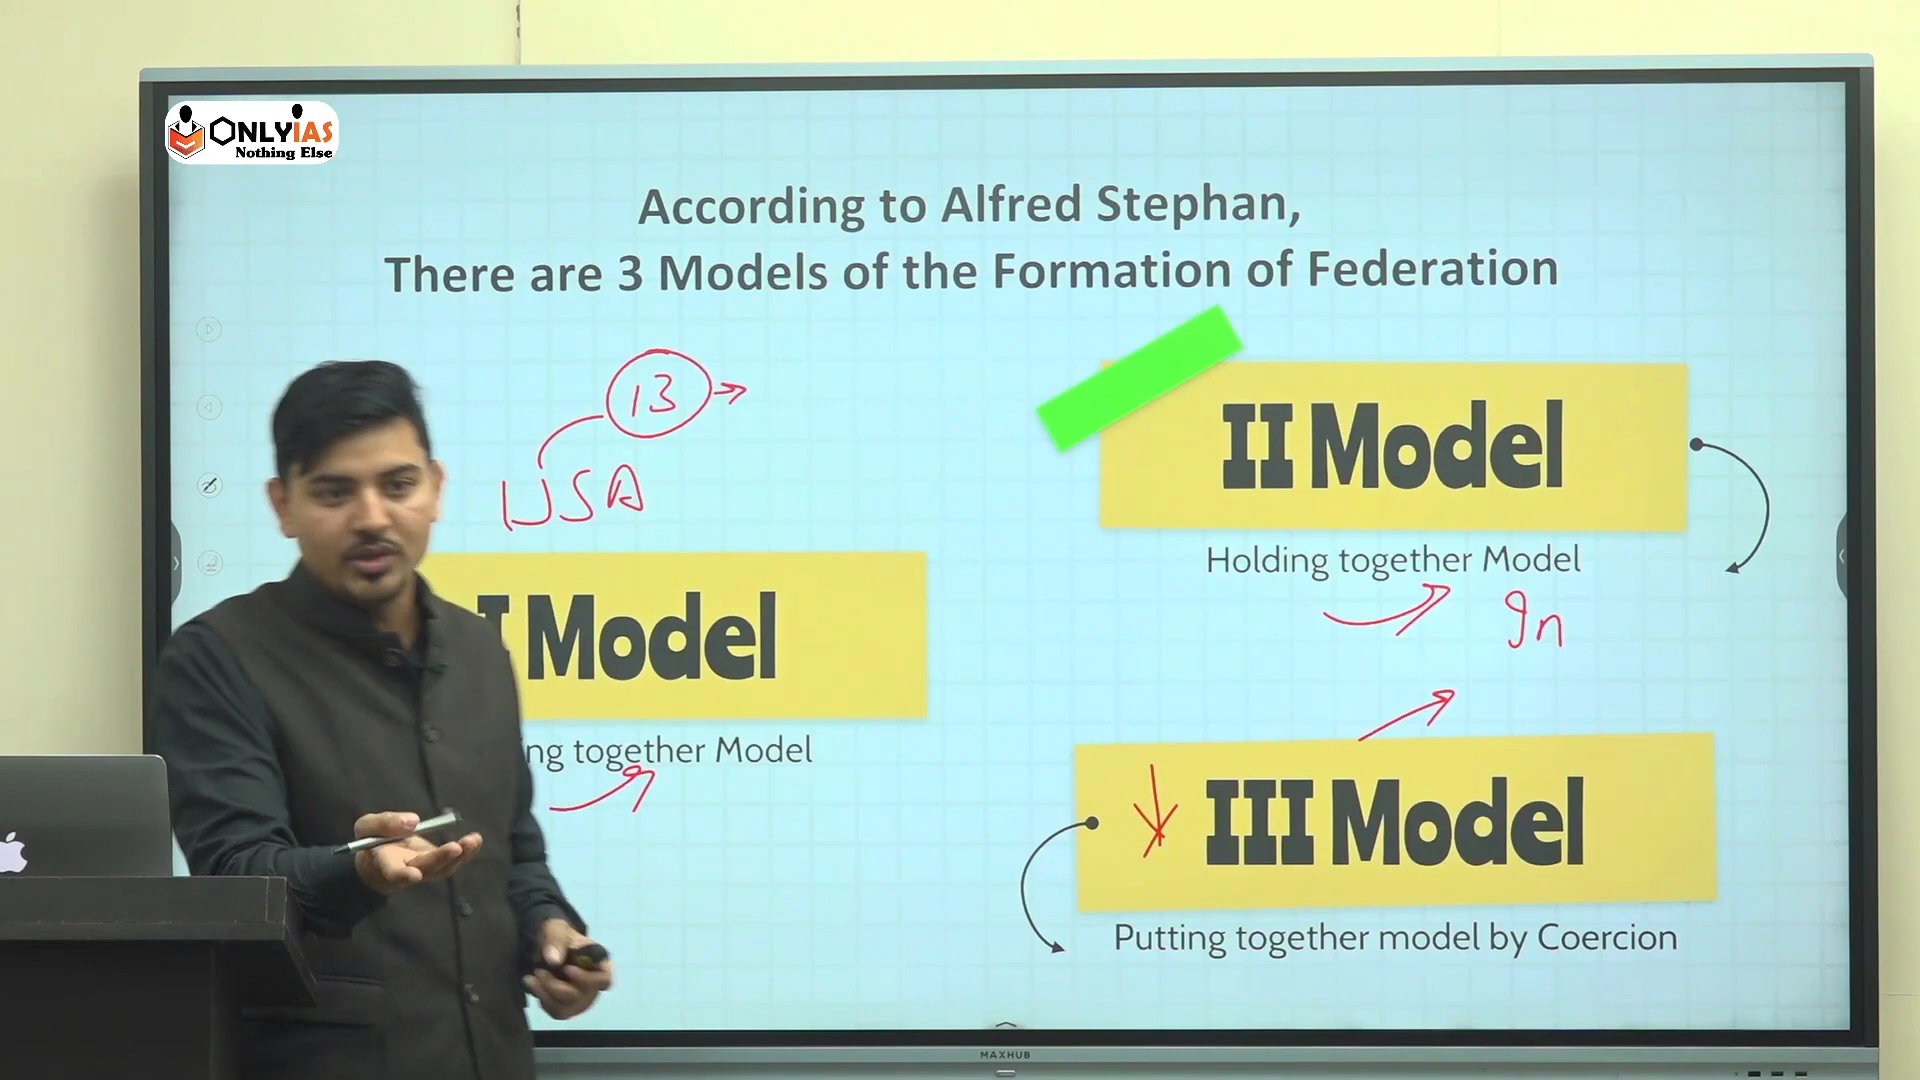 ONLYIAS
Nothing Else
According to Alfred Stephan,
There are 3 Models of the Formation of Federation
13
USA
I Model
together Model
II Model
Holding together Model
In
III Model
Putting together model by Coercion
MAXHUB